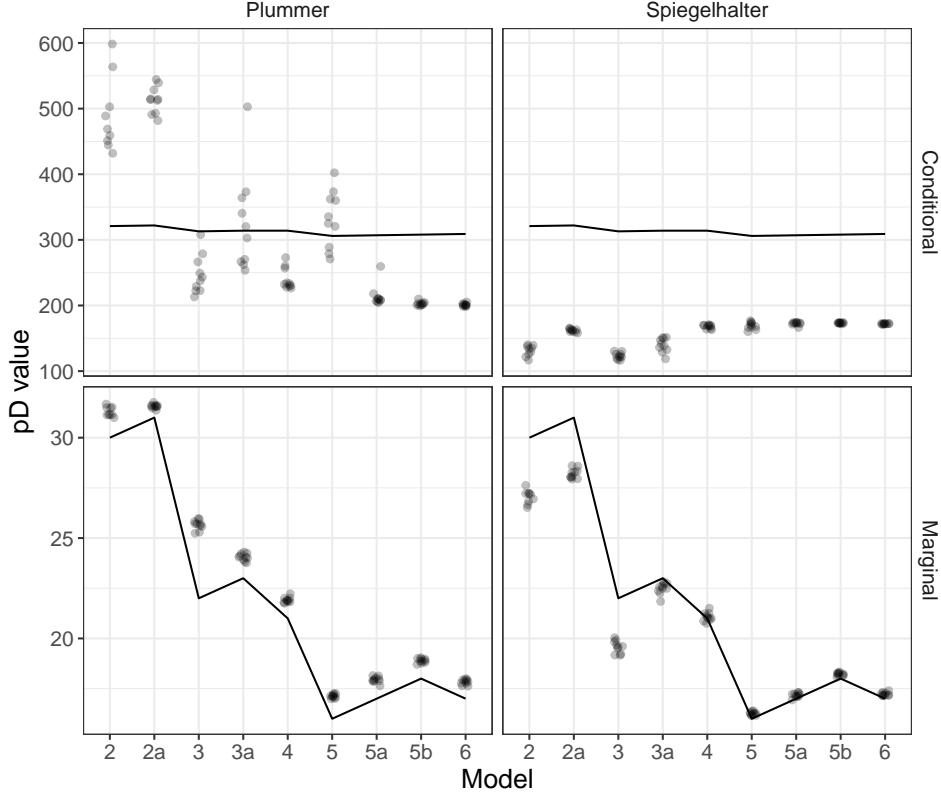 Plummer Spiegelhalter
600
500
400
300
200
100
Conditional
pD value
30
25
20
Marginal
2 2a 3 3a 4 5 5a 5b 6 2 2a 3 3a 4 5 5a 5b 6
Model